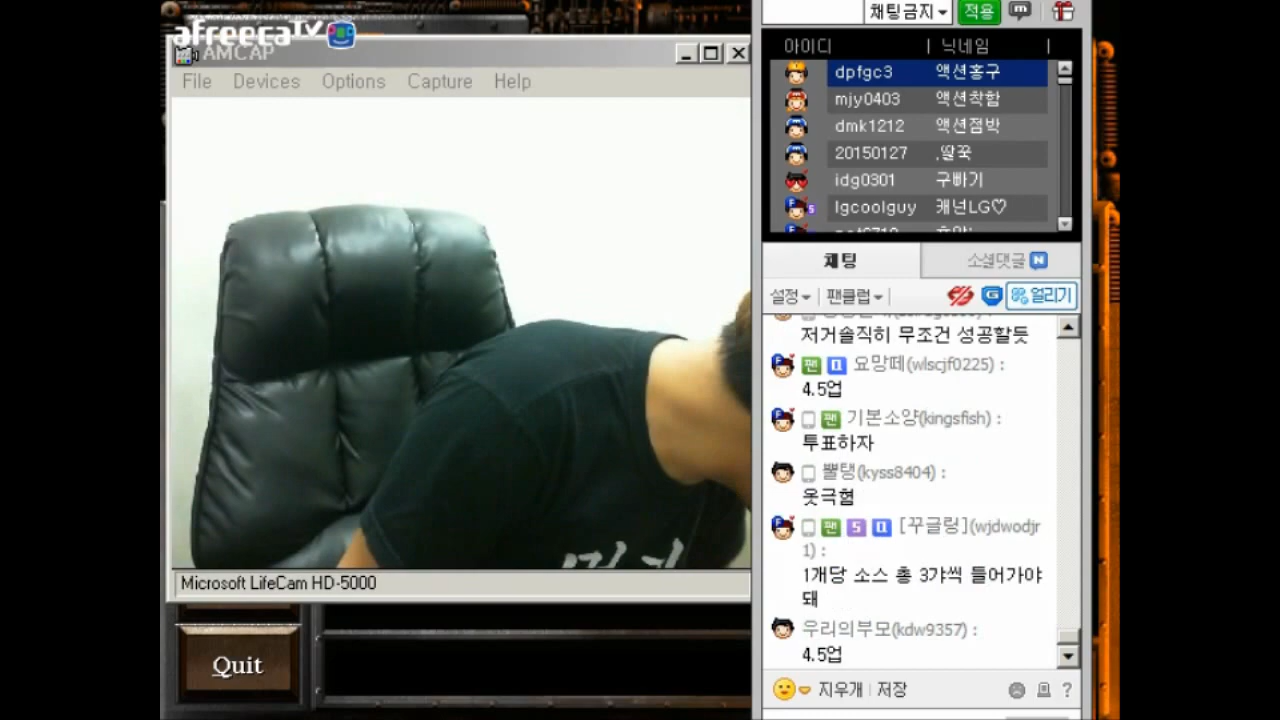 afreecaTV
AMCAP
File Devices Options Capture Help
Microsoft LifeCam HD-5000
Quit
채팅금지 적용
아이디 닉네임
dpfgc3 액션홍구
mjy0403 액션착함
dmk1212 액션점박
20150127 .딸꾹
idg0301 구빠기
lgcoolguy 캐넌LG♡
채팅 소셜댓글 N
설정 팬클럽 얼리기
저거솔직히 무조건 성공할듯
팬 요망떼(wlscjf0225) :
4.5업
팬 기본소양(kingsfish) :
투표하자
뿔탱(kyss8404) :
옷극혐
팬 S [꾸글링](wjdwodjr
1) :
1개당 소스 총 3갸씩 들어가야
돼
우리의부모(kdw9357) :
4.5업
지우개 저장